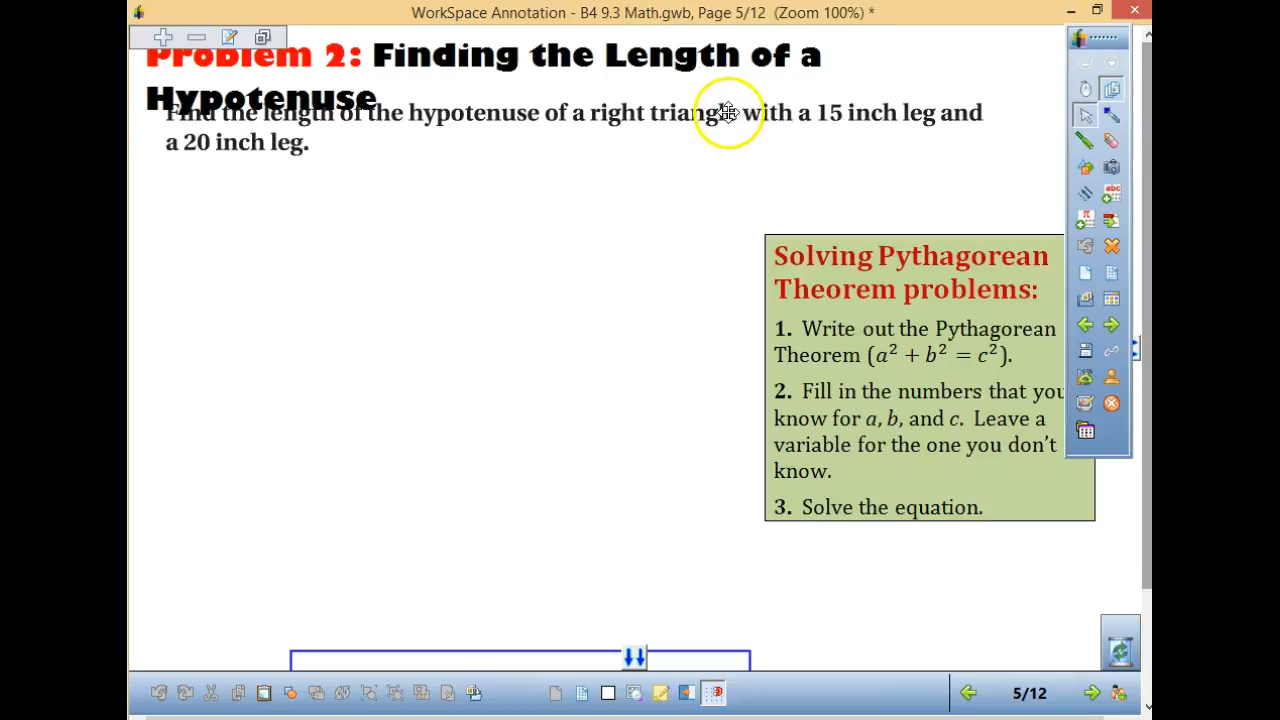 WorkSpace Annotation - B4 9.3 Math.gwb, Page 5/12 (Zoom 100%) *
Problem 2: Finding the Length of a
Hypotenuse
Find the length of the hypotenuse of a right triangle with a 15 inch leg and
a 20 inch leg.
Solving Pythagorean
Theorem problems:
1. Write out the Pythagorean
Theorem (a² + b² = c²).
2. Fill in the numbers that you
know for a, b, and c. Leave a
variable for the one you don't
know.
3. Solve the equation.
abc
π
5/12